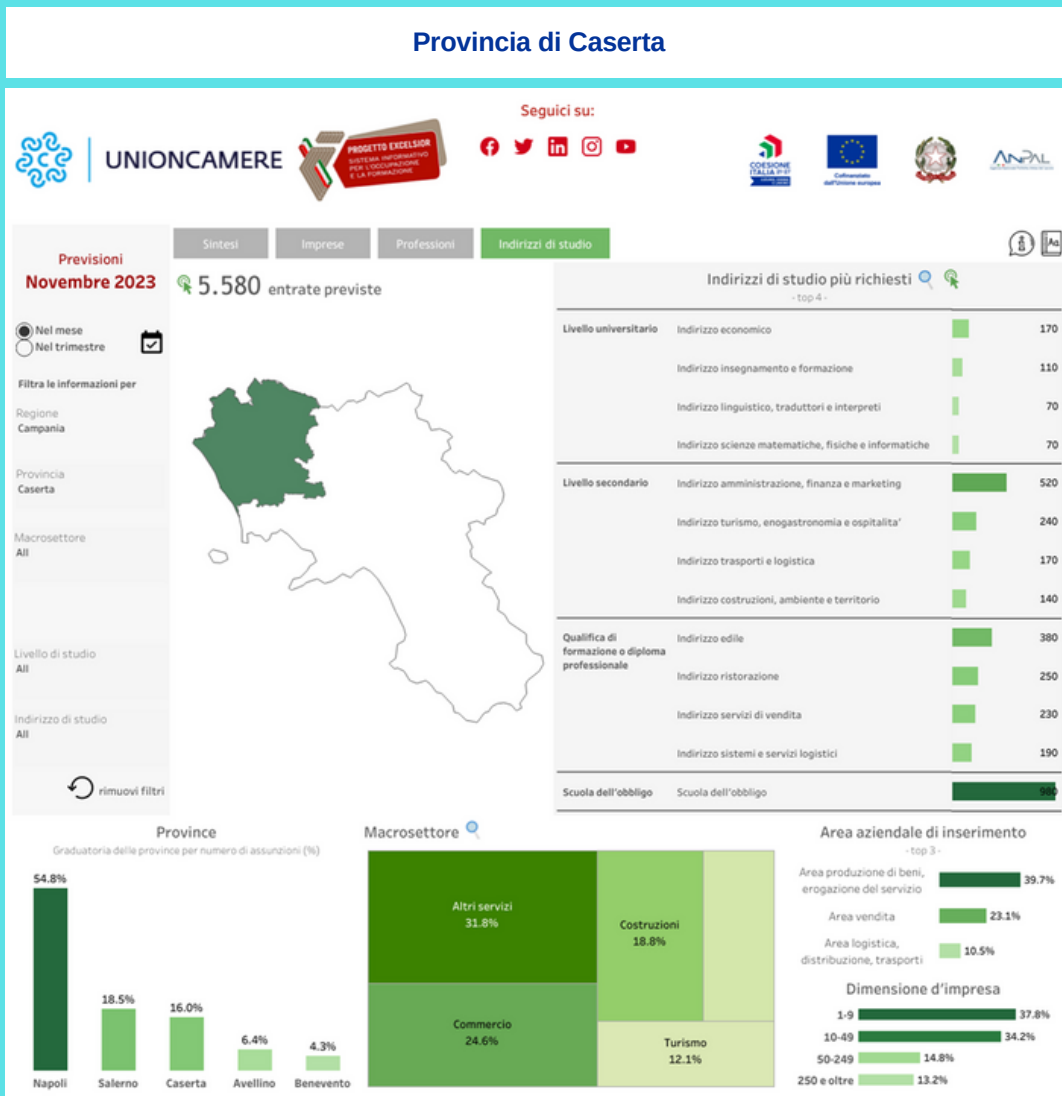 Provincia di Caserta
Seguici su:
UNIONCAMERE
PROGETTO EXCELSIOR
SISTEMA INFORMATIVO
PER L'OCCUPAZIONE
E LA FORMAZIONE
COESIONE
ITALIA 21-27
Cofinanziato
dall'Unione europea
ANPAL
Previsioni
Novembre 2023
Nel mese
Nel trimestre
Filtra le informazioni per
Regione
Campania
Provincia
Caserta
Macrosettore
All
Livello di studio
All
Indirizzo di studio
All
rimuovi filtri
Sintesi
Imprese
Professioni
Indirizzi di studio
5.580 entrate previste
Indirizzi di studio più richiesti
- top 4 -
Livello universitario Indirizzo economico 170
Indirizzo insegnamento e formazione 110
Indirizzo linguistico, traduttori e interpreti 70
Indirizzo scienze matematiche, fisiche e informatiche 70
Livello secondario Indirizzo amministrazione, finanza e marketing 520
Indirizzo turismo, enogastronomia e ospitalita' 240
Indirizzo trasporti e logistica 170
Indirizzo costruzioni, ambiente e territorio 140
Qualifica di
formazione o diploma
professionale
Indirizzo edile 380
Indirizzo ristorazione 250
Indirizzo servizi di vendita 230
Indirizzo sistemi e servizi logistici 190
Scuola dell'obbligo Scuola dell'obbligo 980
Province
Graduatoria delle province per numero di assunzioni (%)
54.8%
18.5%
16.0%
6.4%
4.3%
Napoli Salerno Caserta Avellino Benevento
Macrosettore
Altri servizi
31.8%
Commercio
24.6%
Costruzioni
18.8%
Turismo
12.1%
Area aziendale di inserimento
- top 3 -
Area produzione di beni,
erogazione del servizio
39.7%
Area vendita 23.1%
Area logistica,
distribuzione, trasporti
10.5%
Dimensione d'impresa
1-9 37.8%
10-49 34.2%
50-249 14.8%
250 e oltre 13.2%